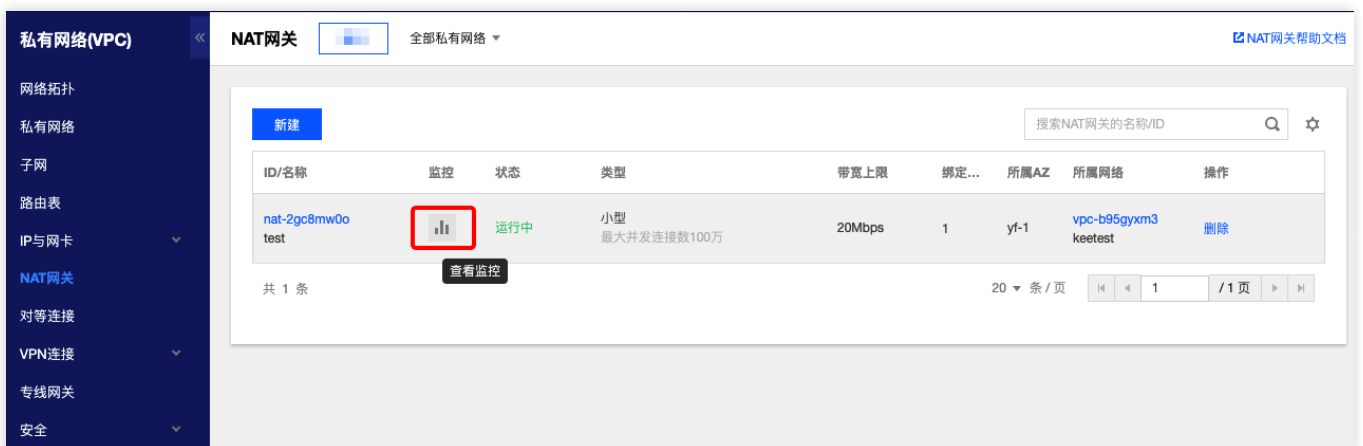 私有网络(VPC)
«
NAT网关
全部私有网络
NAT网关帮助文档
网络拓扑
私有网络
子网
路由表
IP与网卡
NAT网关
对等连接
VPN连接
专线网关
安全
新建
搜索NAT网关的名称/ID
ID/名称 监控 状态 类型 带宽上限 绑定... 所属AZ 所属网络 操作
nat-2gc8mw0o
test
运行中
小型
最大并发连接数100万
20Mbps
1
yf-1
vpc-b95gyxm3
keetest
删除
查看监控
共 1 条
20 条 / 页
1 / 1 页